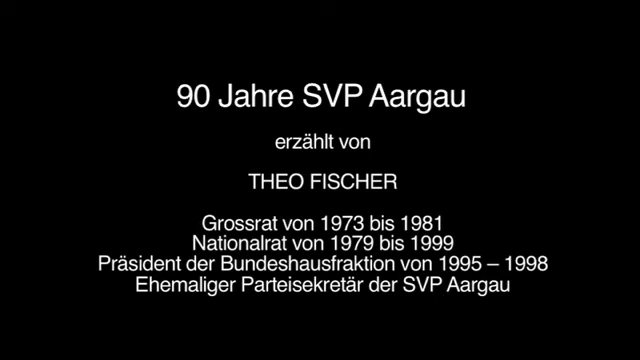 90 Jahre SVP Aargau
erzählt von
THEO FISCHER
Grossrat von 1973 bis 1981
Nationalrat von 1979 bis 1999
Präsident der Bundeshausfraktion von 1995 – 1998
Ehemaliger Parteisekretär der SVP Aargau